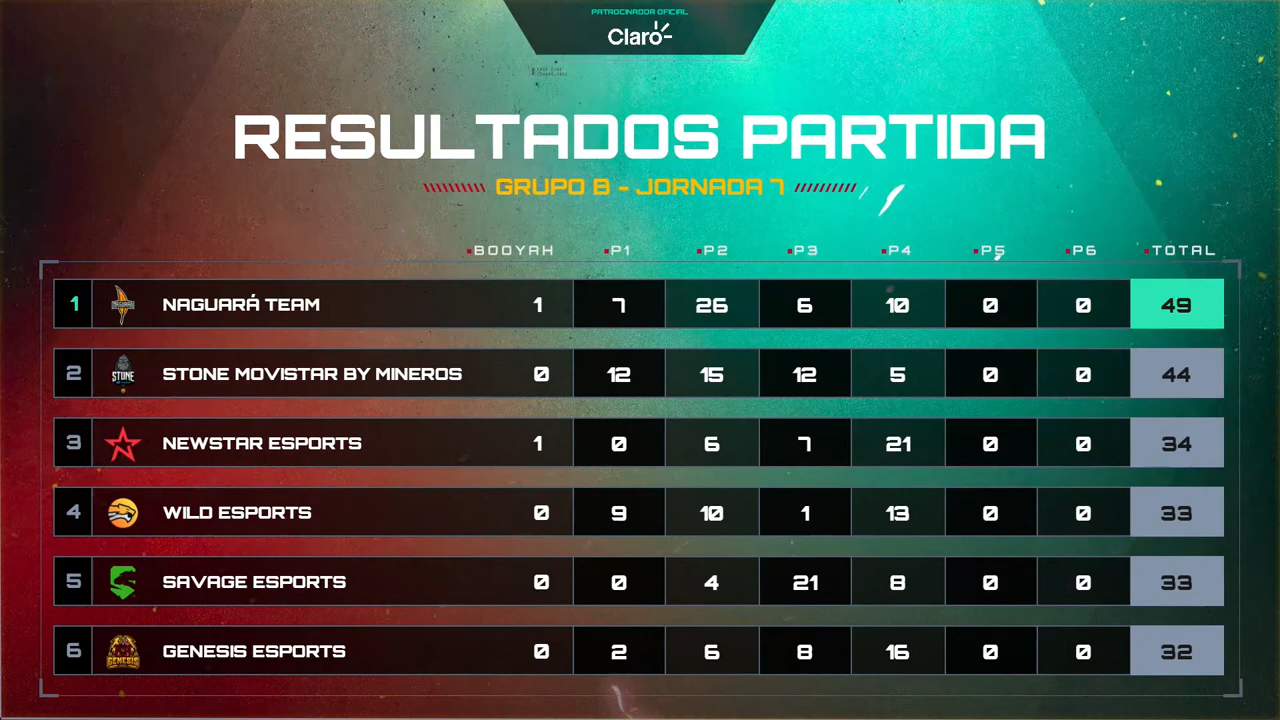 PATROCINADOR OFICIAL
Claro
RESULTADOS PARTIDA
GRUPO B - JORNADA 7
BOOYAH P1 P2 P3 P4 P5 P6 TOTAL
1 NAGUARÁ TEAM 1 7 26 6 10 0 0 49
2 STONE STONE MOVISTAR BY MINEROS 0 12 15 12 5 0 0 44
3 NEWSTAR ESPORTS 1 0 6 7 21 0 0 34
4 WILD ESPORTS 0 9 10 1 13 0 0 33
5 SAVAGE ESPORTS 0 0 4 21 8 0 0 33
6 GENESIS GENESIS ESPORTS 0 2 6 8 16 0 0 32